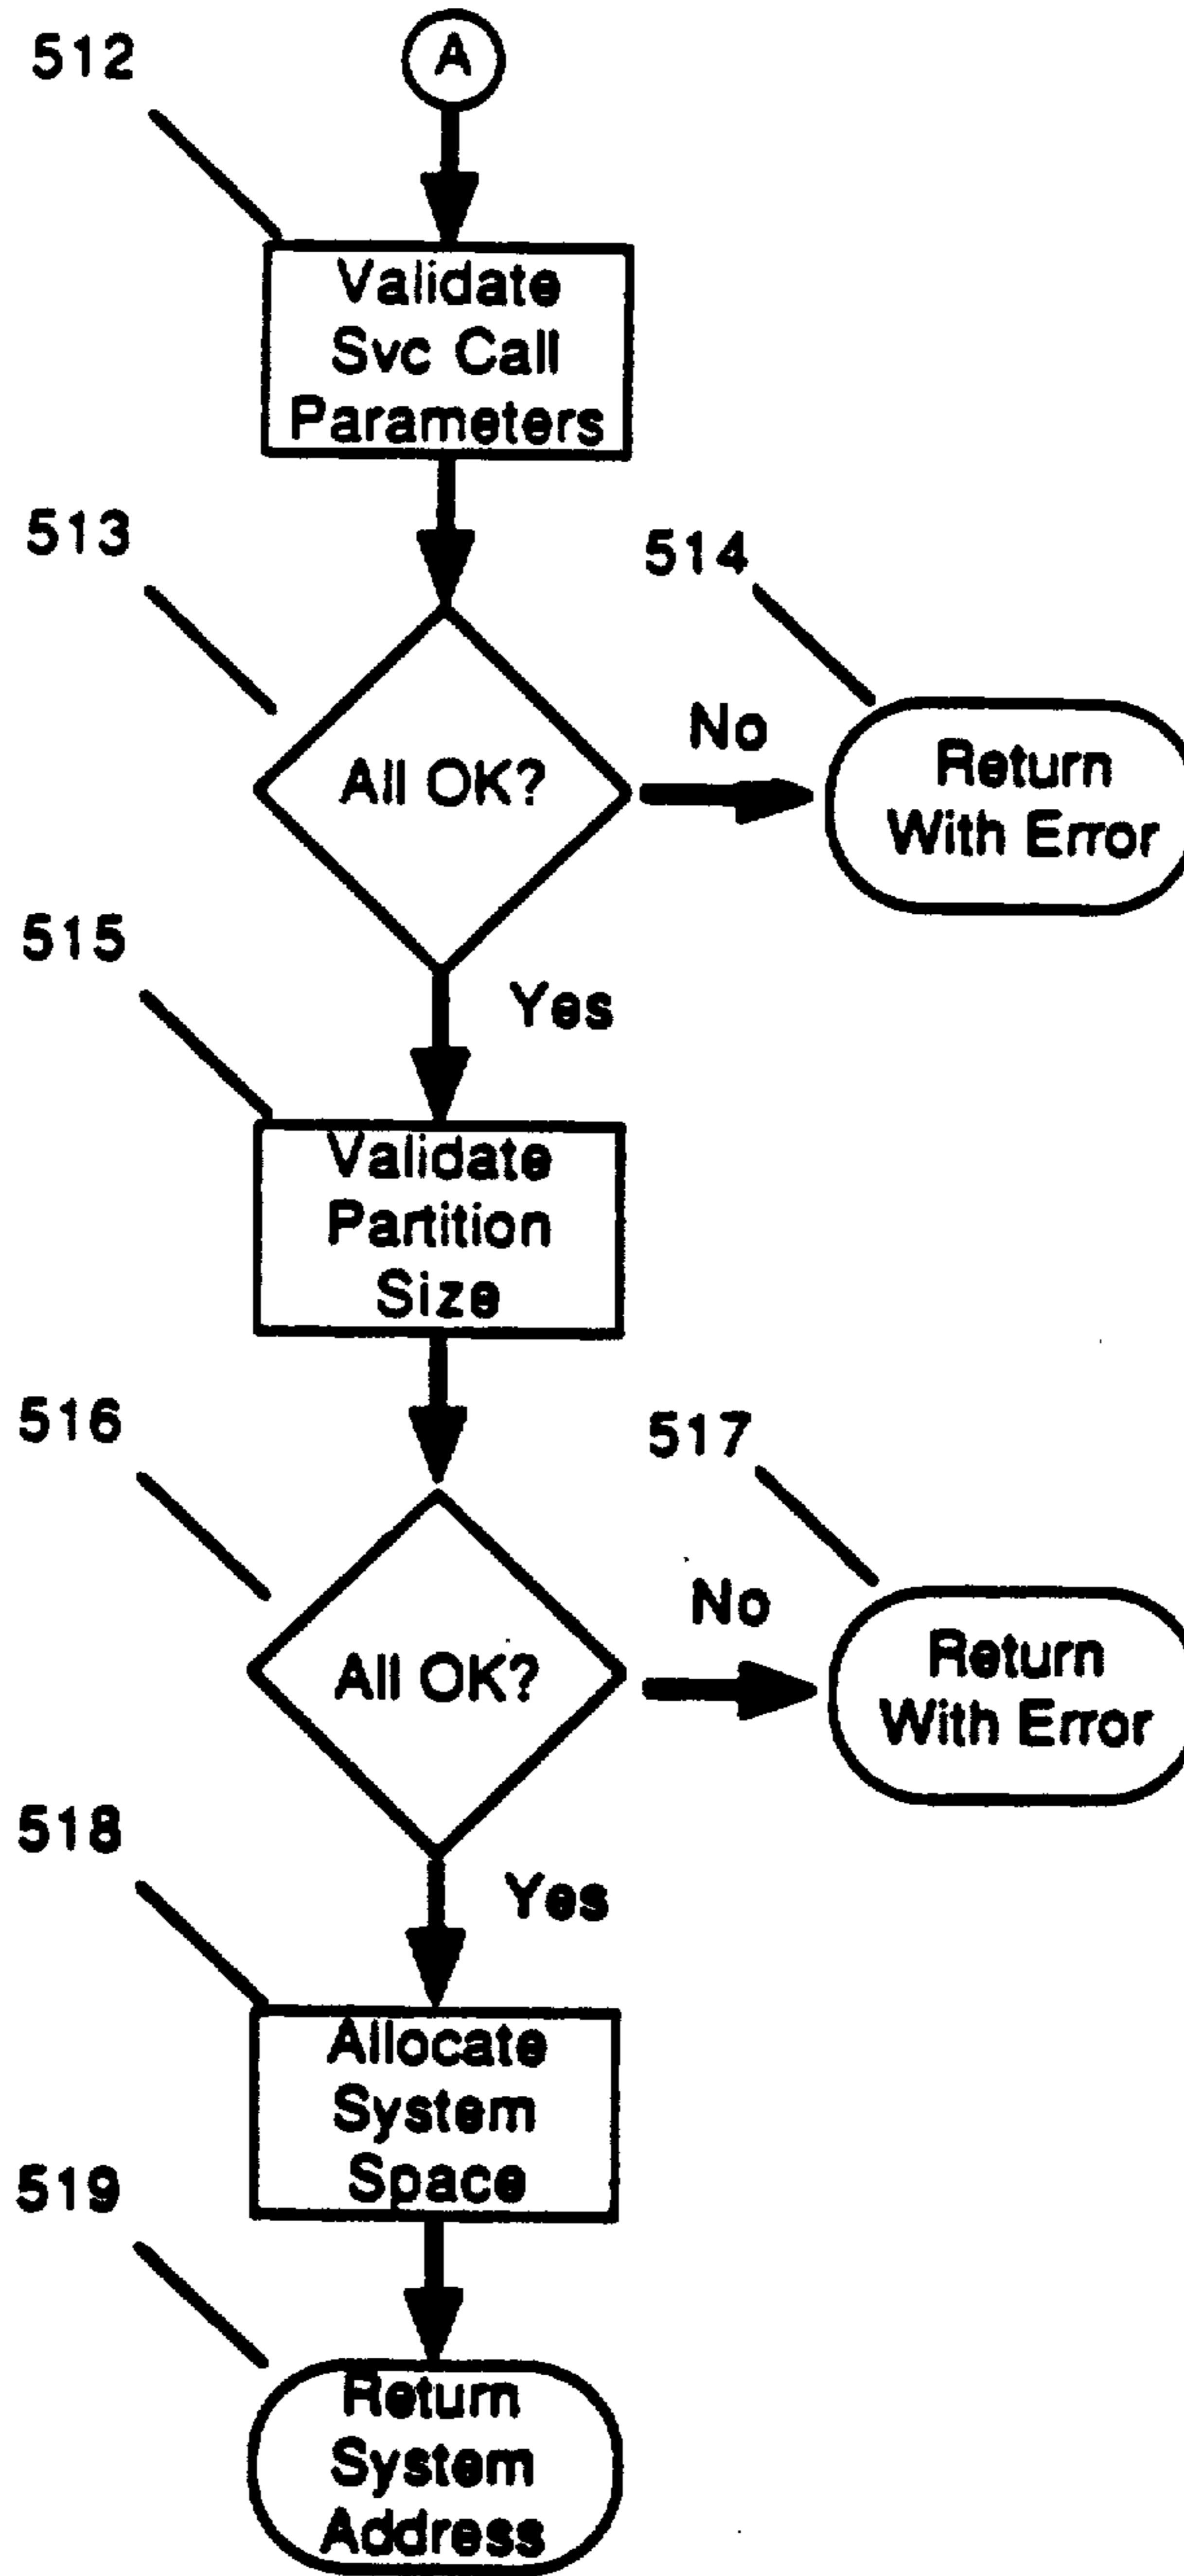 512
A
Validate
Svc Call
Parameters
513
514
All OK?
No
Return
With Error
515
Yes
Validate
Partition
Size
516
517
All OK?
No
Return
With Error
518
Yes
Allocate
System
Space
519
Return
System
Address